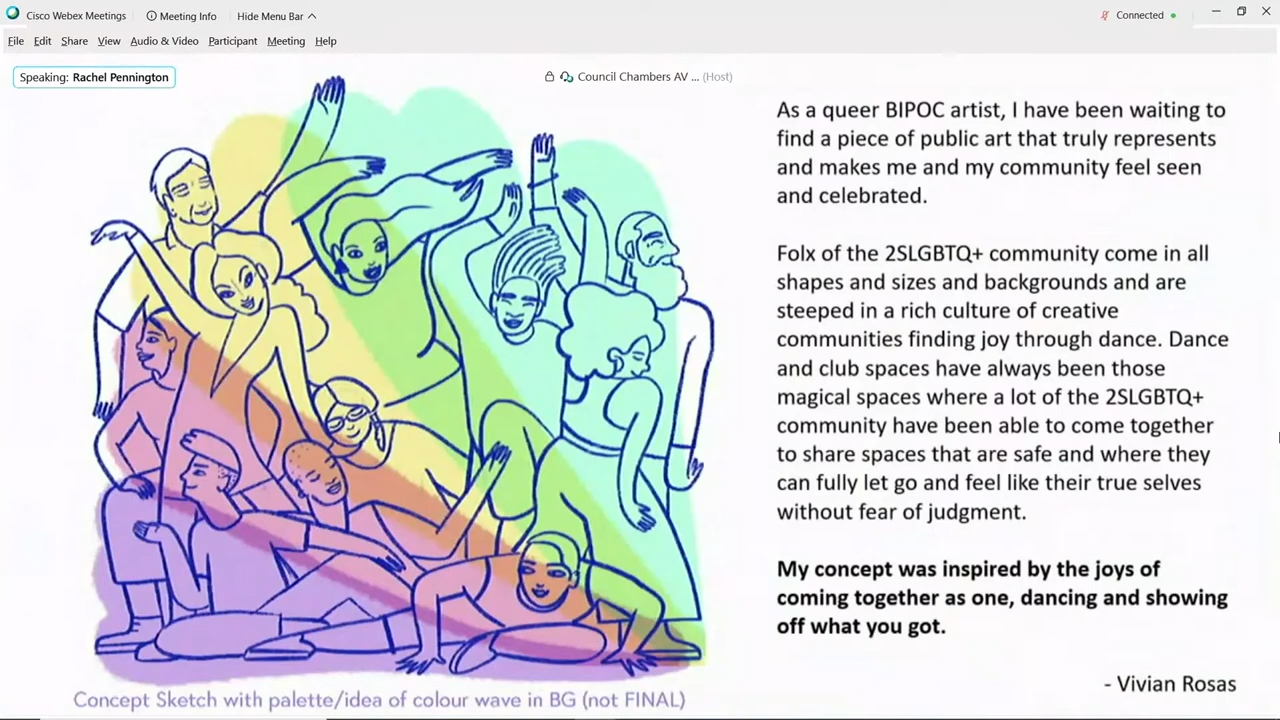 Cisco Webex Meetings
Meeting Info
Hide Menu Bar
Connected
File Edit Share View Audio & Video Participant Meeting Help
Speaking: Rachel Pennington
Council Chambers AV ... (Host)
As a queer BIPOC artist, I have been waiting to
find a piece of public art that truly represents
and makes me and my community feel seen
and celebrated.
Folx of the 2SLGBTQ+ community come in all
shapes and sizes and backgrounds and are
steeped in a rich culture of creative
communities finding joy through dance. Dance
and club spaces have always been those
magical spaces where a lot of the 2SLGBTQ+
community have been able to come together
to share spaces that are safe and where they
can fully let go and feel like their true selves
without fear of judgment.
My concept was inspired by the joys of
coming together as one, dancing and showing
off what you got.
- Vivian Rosas
Concept Sketch with palette/idea of colour wave in BG (not FINAL)